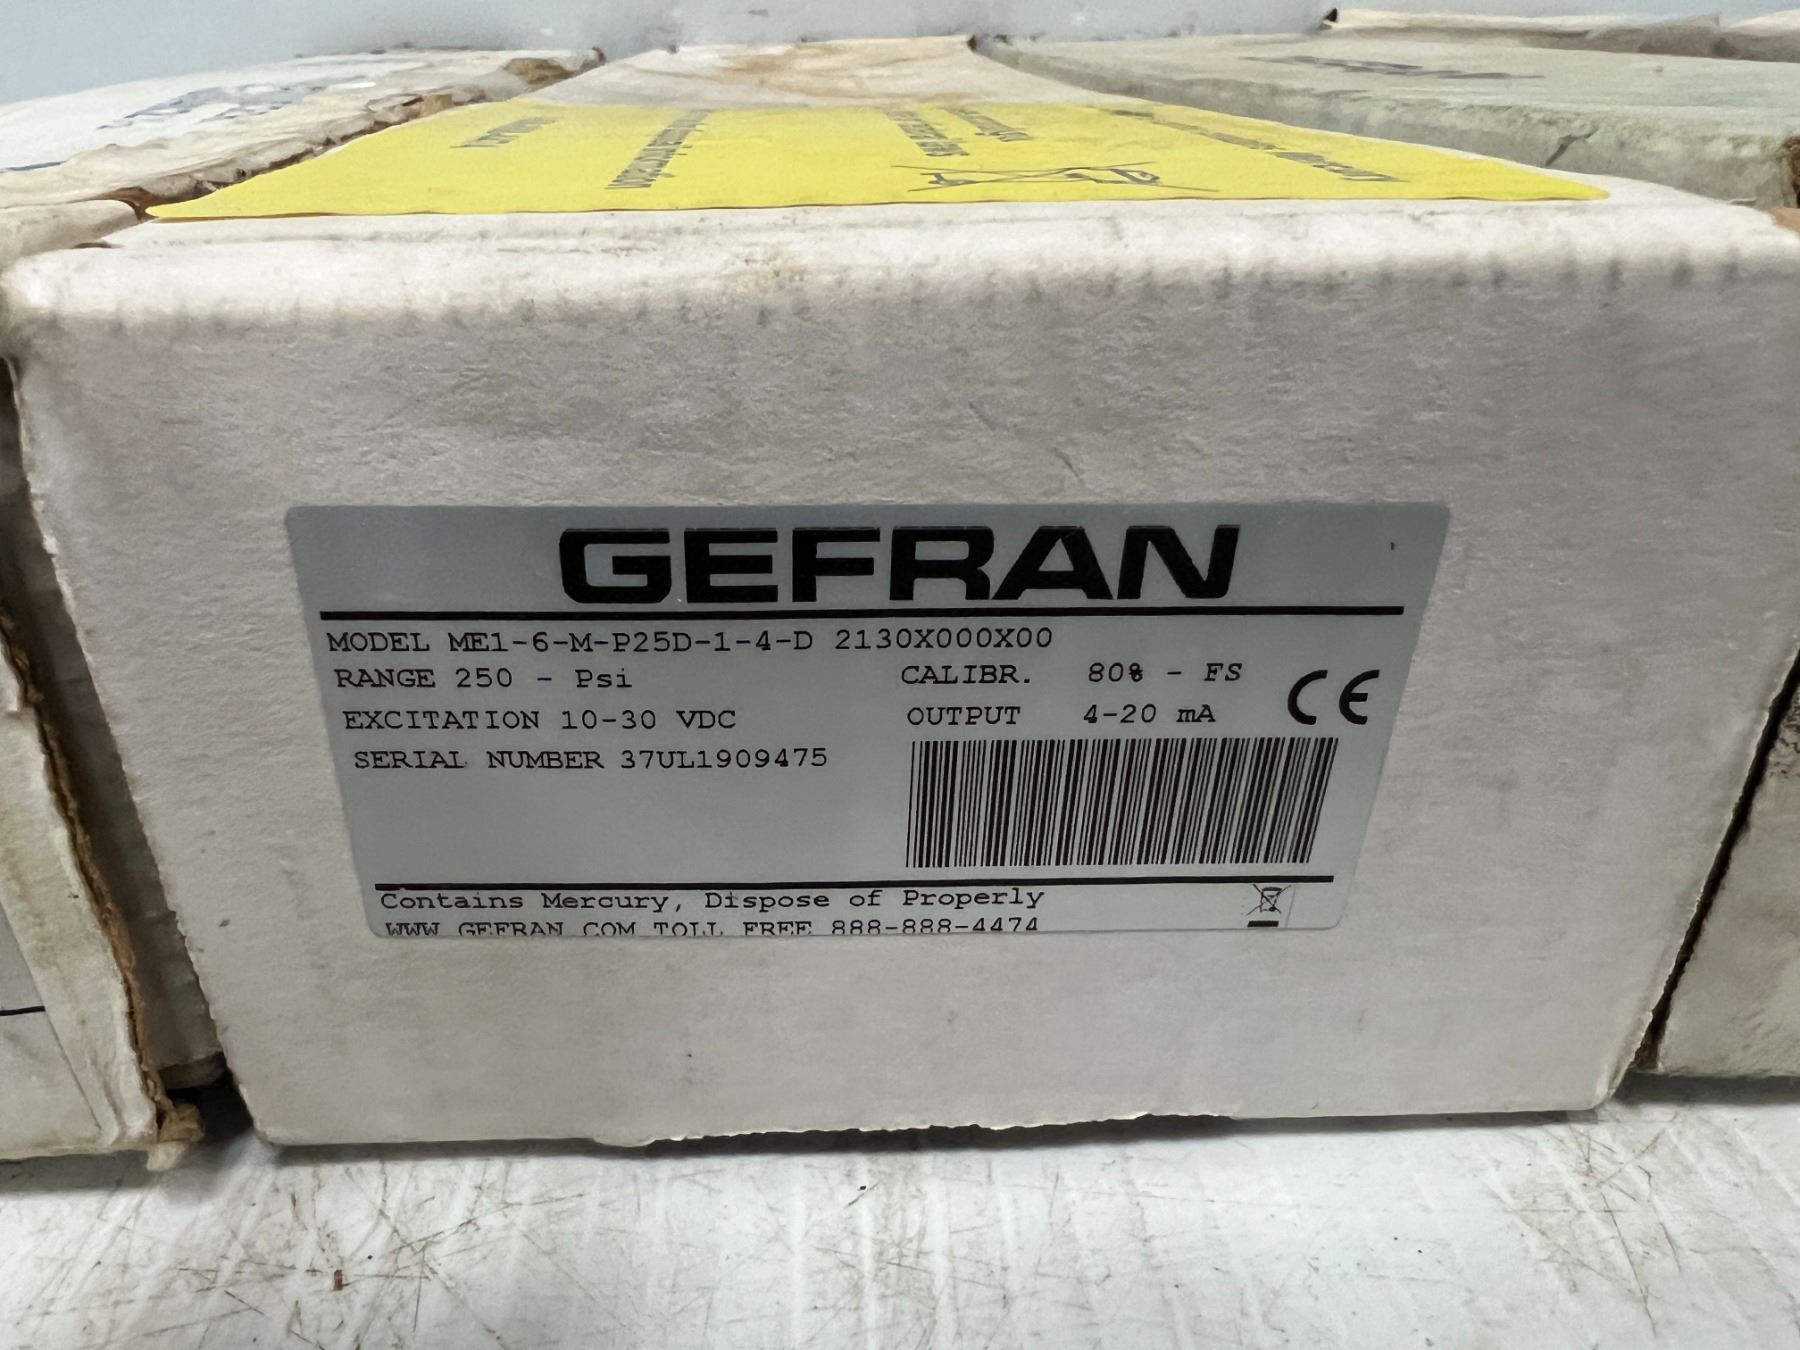 GEFRAN
MODEL ME1-6-M-P25D-1-4-D 2130X000X00
RANGE 250 - Psi CALIBR. 80% - FS
EXCITATION 10-30 VDC OUTPUT 4-20 mA
CE
SERIAL NUMBER 37UL1909475
Contains Mercury, Dispose of Properly
WWW.GEFRAN.COM TOLL FREE 888-888-4474